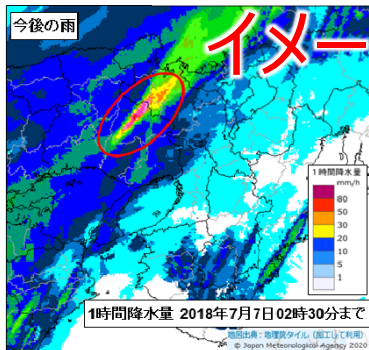 今後の雨
イメー
1時間降水量
mm/h
80
50
30
20
10
5
1
1時間降水量 2018年7月7日02時30分まで
地図出典：地理院タイル（加工して利用）
© Japan Meteorological Agency 2020